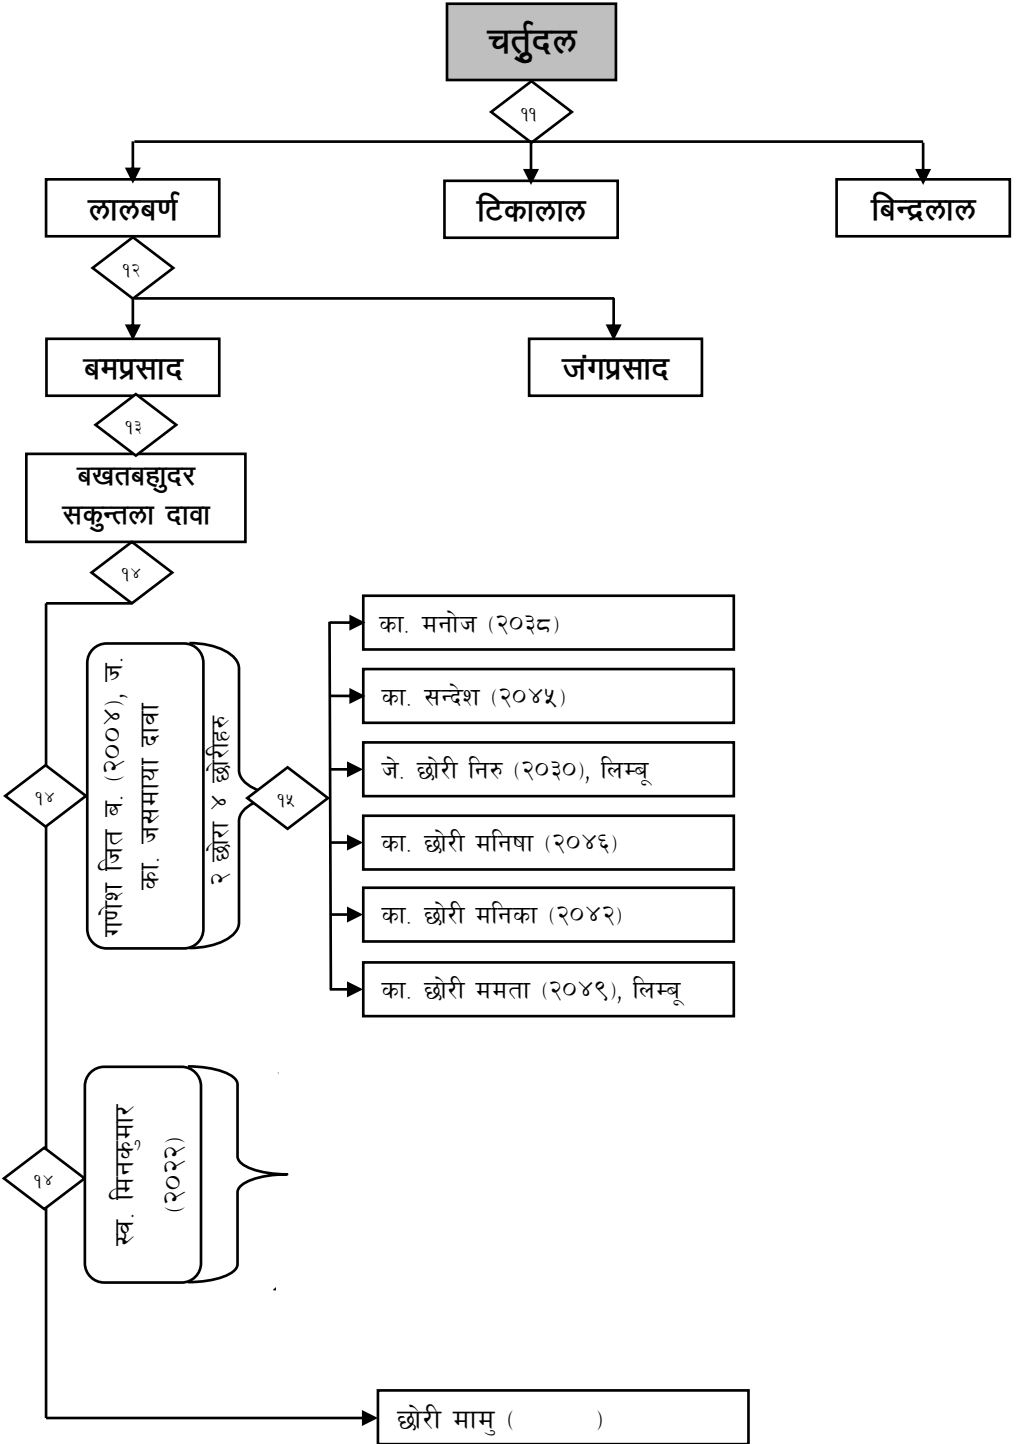 चर्तुदल
११
लालबर्ण
टिकालाल
बिन्द्रलाल
१२
बमप्रसाद
जंगप्रसाद
१३
बखतबहाुदर
सकुन्तला दावा
१४
का. मनोज (२०३८)
का. सन्देश (२०४५)
जे. छोरी निरु (२०३०), लिम्बू
का. छोरी मनिषा (२०४६)
का. छोरी मनिका (२०४२)
का. छोरी ममता (२०४९), लिम्बू
१४
गणेश जित ब. (२००४), ज.
का. जसमाया दावा
२ छोरा ४ छोरीहरु
१५
१४
स्व. मिनकुमार
(२०२२)
छोरी मामु ( )